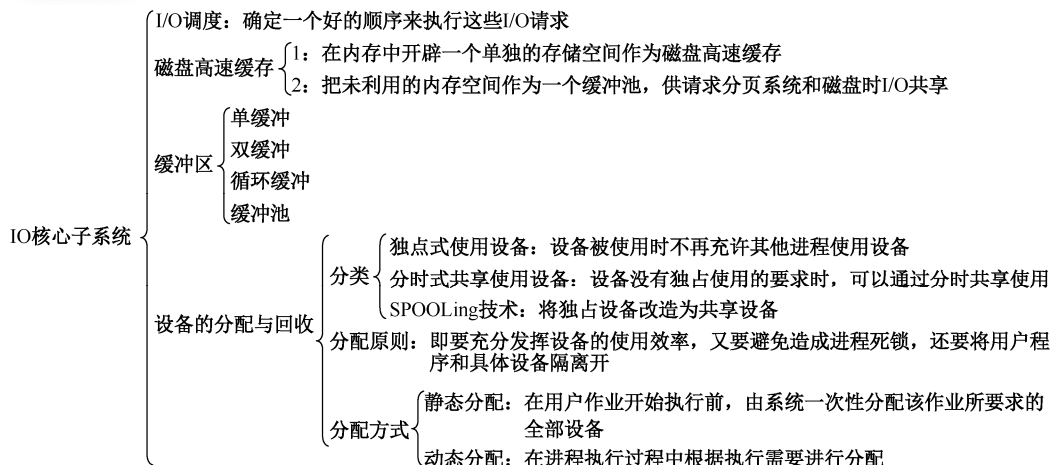 I/O调度：确定一个好的顺序来执行这些I/O请求
磁盘高速缓存
1：在内存中开辟一个单独的存储空间作为磁盘高速缓存
2：把未利用的内存空间作为一个缓冲池，供请求分页系统和磁盘时I/O共享
缓冲区
单缓冲
双缓冲
循环缓冲
缓冲池
IO核心子系统
设备的分配与回收
分类
独点式使用设备：设备被使用时不再充许其他进程使用设备
分时式共享使用设备：设备没有独占使用的要求时，可以通过分时共享使用
SPOOLing技术：将独占设备改造为共享设备
分配原则：即要充分发挥设备的使用效率，又要避免造成进程死锁，还要将用户程
序和具体设备隔离开
分配方式
静态分配：在用户作业开始执行前，由系统一次性分配该作业所要求的
全部设备
动态分配：在进程执行过程中根据执行需要进行分配